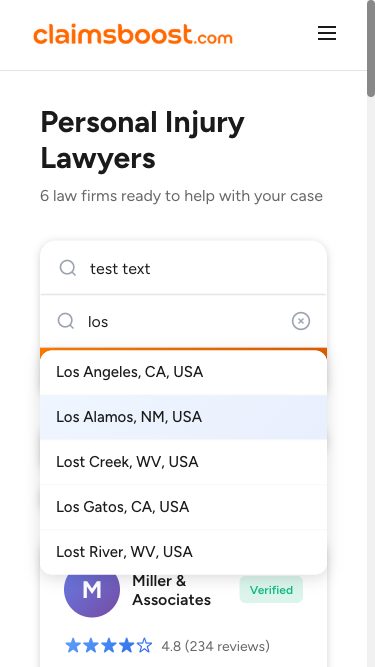 claimsboost.com
Personal Injury
Lawyers
6 law firms ready to help with your case
test text
los
Los Angeles, CA, USA
Los Alamos, NM, USA
Lost Creek, WV, USA
Los Gatos, CA, USA
Lost River, WV, USA
M
Miller &
Associates
Verified
4.8 (234 reviews)